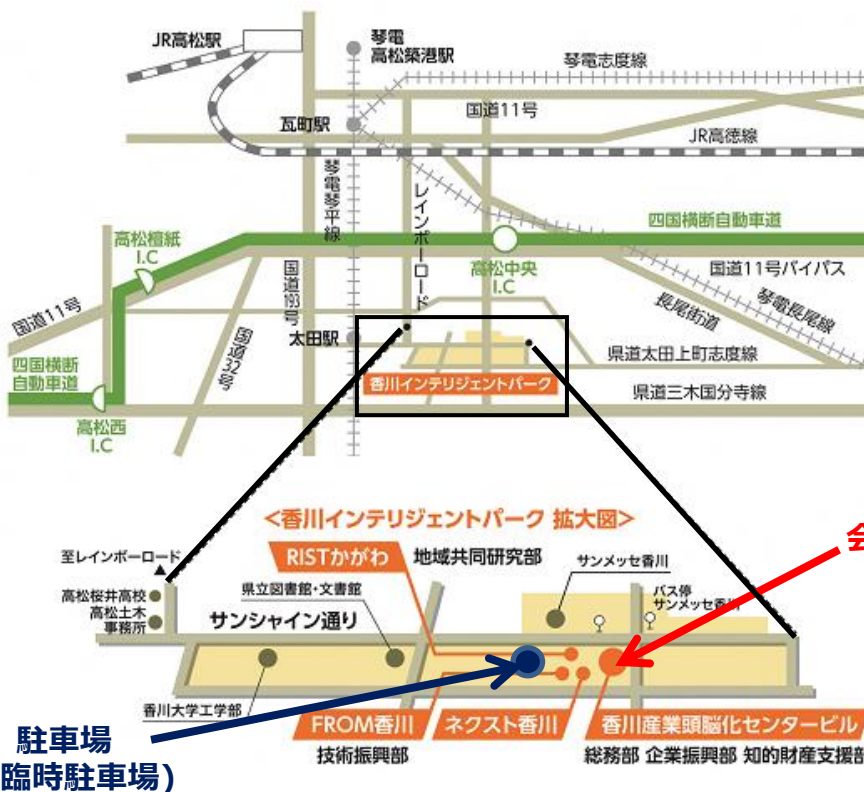 JR高松駅
琴電
高松築港駅
琴電志度線
国道11号
瓦町駅
JR高徳線
琴電琴平線
レインボーロード
四国横断自動車道
高松檀紙
I.C
高松中央
I.C
国道11号バイパス
国道11号
国道193号
長尾街道
琴電長尾線
国道32号
太田駅
県道太田上町志度線
四国横断
自動車道
香川インテリジェントパーク
県道三木国分寺線
高松西
I.C
<香川インテリジェントパーク 拡大図>
会
至レインボーロード
▲
RISTかがわ 地域共同研究部
サンメッセ香川
高松桜井高校
高松土木
事務所
県立図書館・文書館
バス停
サンメッセ香川
サンシャイン通り
香川大学工学部
FROM香川
ネクスト香川
香川産業頭脳化センタービル
技術振興部
総務部 企業振興部 知的財産支援部
駐車場
臨時駐車場)